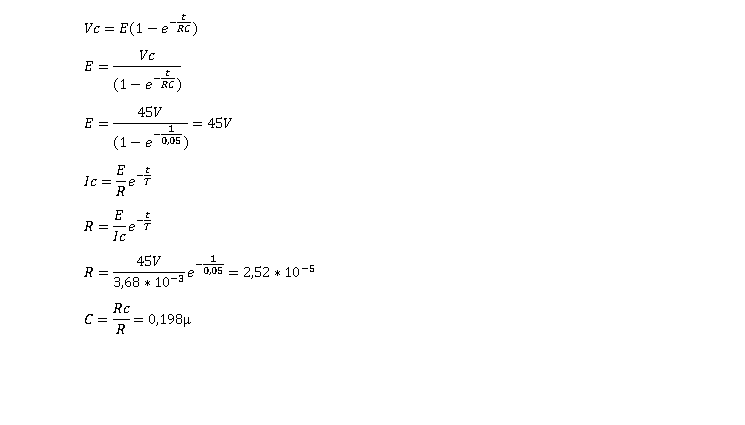 Vc = E(1 − e^(−t/RC))
E = Vc/(1 − e^(−t/RC))
E = 45V/(1 − e^(−1/0,05)) = 45V
Ic = E/R e^(−t/T)
R = E/Ic e^(−t/T)
R = 45V/(3,68 * 10^−3) e^(−1/0,05) = 2,52 * 10^−5
C = Rc/R = 0,198µ